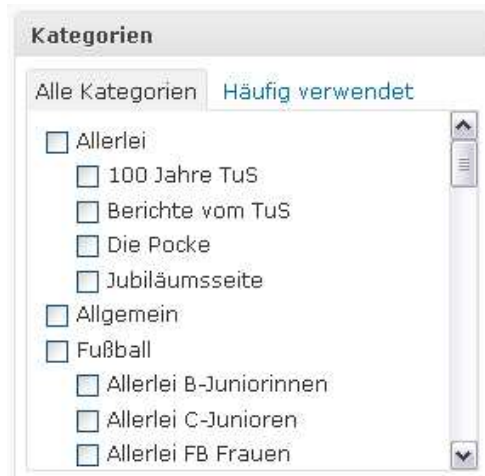 Kategorien
Alle Kategorien Häufig verwendet
Allerlei
100 Jahre TuS
Berichte vom TuS
Die Pocke
Jubiläumsseite
Allgemein
Fußball
Allerlei B-Juniorinnen
Allerlei C-Junioren
Allerlei FB Frauen